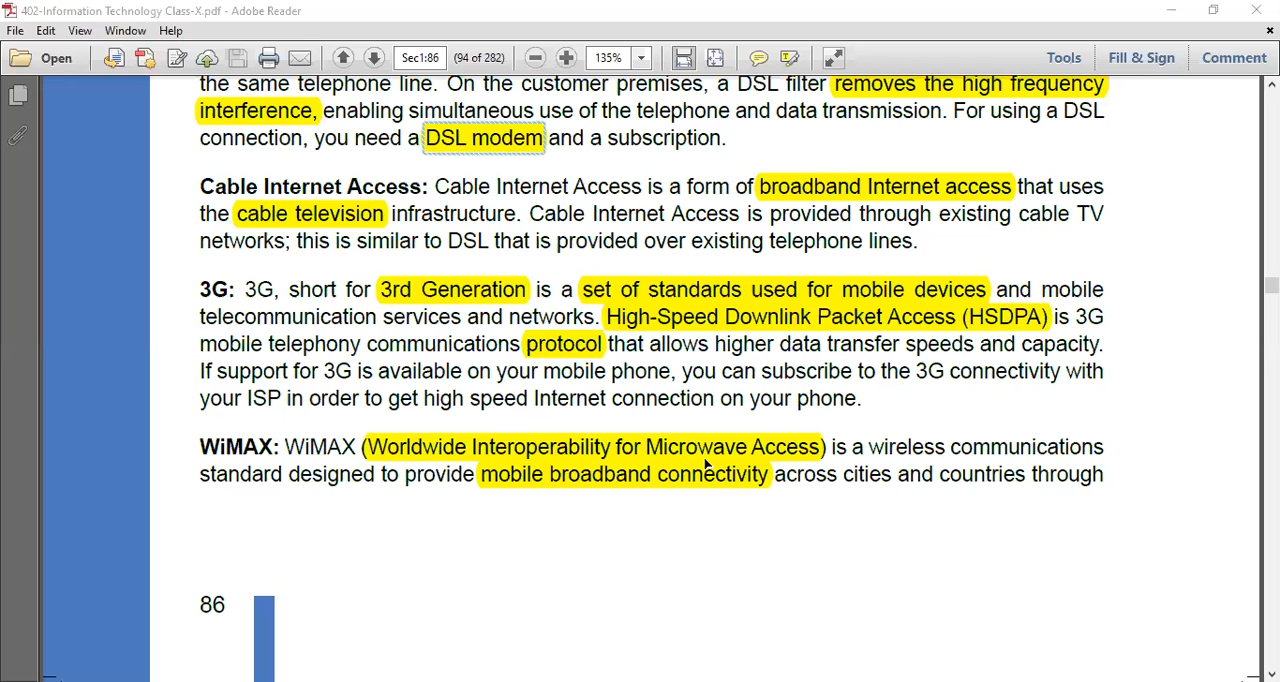 402-Information Technology Class-X.pdf - Adobe Reader
File Edit View Window Help
Open Sec1:86 (94 of 282) 135% Tools Fill & Sign Comment
the same telephone line. On the customer premises, a DSL filter removes the high frequency
interference, enabling simultaneous use of the telephone and data transmission. For using a DSL
connection, you need a DSL modem and a subscription.
Cable Internet Access: Cable Internet Access is a form of broadband Internet access that uses
the cable television infrastructure. Cable Internet Access is provided through existing cable TV
networks; this is similar to DSL that is provided over existing telephone lines.
3G: 3G, short for 3rd Generation is a set of standards used for mobile devices and mobile
telecommunication services and networks. High-Speed Downlink Packet Access (HSDPA) is 3G
mobile telephony communications protocol that allows higher data transfer speeds and capacity.
If support for 3G is available on your mobile phone, you can subscribe to the 3G connectivity with
your ISP in order to get high speed Internet connection on your phone.
WiMAX: WiMAX (Worldwide Interoperability for Microwave Access) is a wireless communications
standard designed to provide mobile broadband connectivity across cities and countries through
86